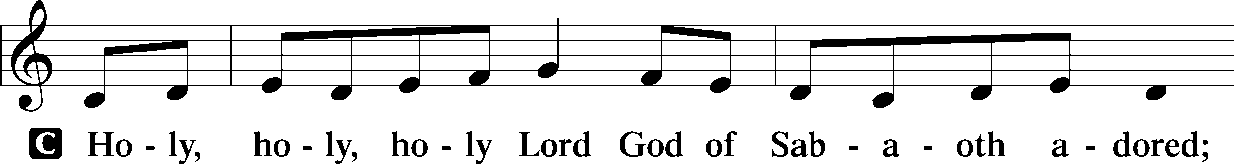 C Ho - ly, ho - ly, ho - ly Lord God of Sab - a - oth a - dored;